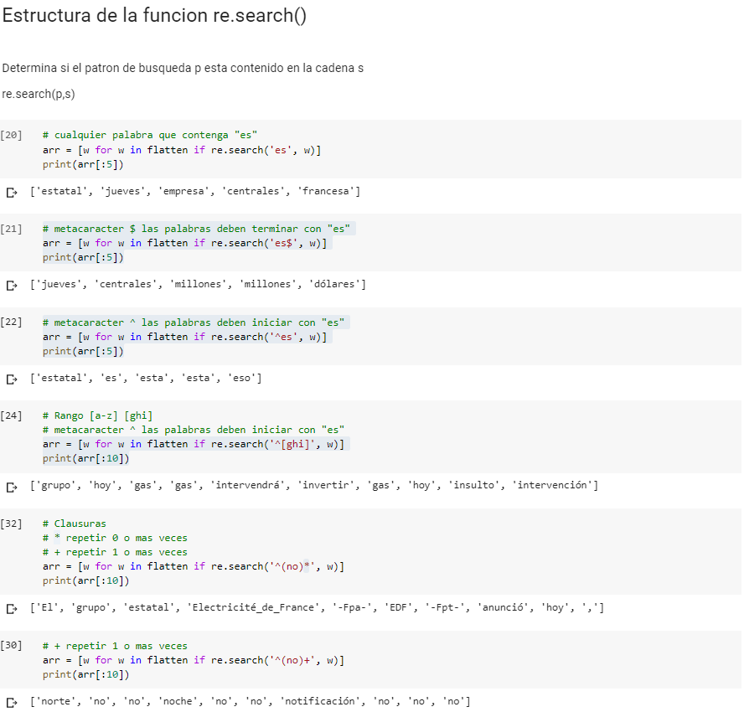 Estructura de la funcion re.search()
Determina si el patron de busqueda p esta contenido en la cadena s
re.search(p,s)
[20] # cualquier palabra que contenga "es"
arr = [w for w in flatten if re.search('es', w)]
print(arr[:5])
['estatal', 'jueves', 'empresa', 'centrales', 'francesa']
[21] # metacaracter $ las palabras deben terminar con "es"
arr = [w for w in flatten if re.search('es$', w)]
print(arr[:5])
['jueves', 'centrales', 'millones', 'millones', 'dólares']
[22] # metacaracter ^ las palabras deben iniciar con "es"
arr = [w for w in flatten if re.search('^es', w)]
print(arr[:5])
['estatal', 'es', 'esta', 'esta', 'eso']
[24] # Rango [a-z] [ghi]
# metacaracter ^ las palabras deben iniciar con "es"
arr = [w for w in flatten if re.search('^[ghi]', w)]
print(arr[:10])
['grupo', 'hoy', 'gas', 'gas', 'intervendrá', 'invertir', 'gas', 'hoy', 'insulto', 'intervención']
[32] # Clausuras
# * repetir 0 o mas veces
# + repetir 1 o mas veces
arr = [w for w in flatten if re.search('^(no)*', w)]
print(arr[:10])
['El', 'grupo', 'estatal', 'Electricité_de_France', '-Fpa-', 'EDF', '-Fpt-', 'anunció', 'hoy', ',']
[30] # + repetir 1 o mas veces
arr = [w for w in flatten if re.search('^(no)+', w)]
print(arr[:10])
['norte', 'no', 'no', 'noche', 'no', 'no', 'notificación', 'no', 'no', 'no']